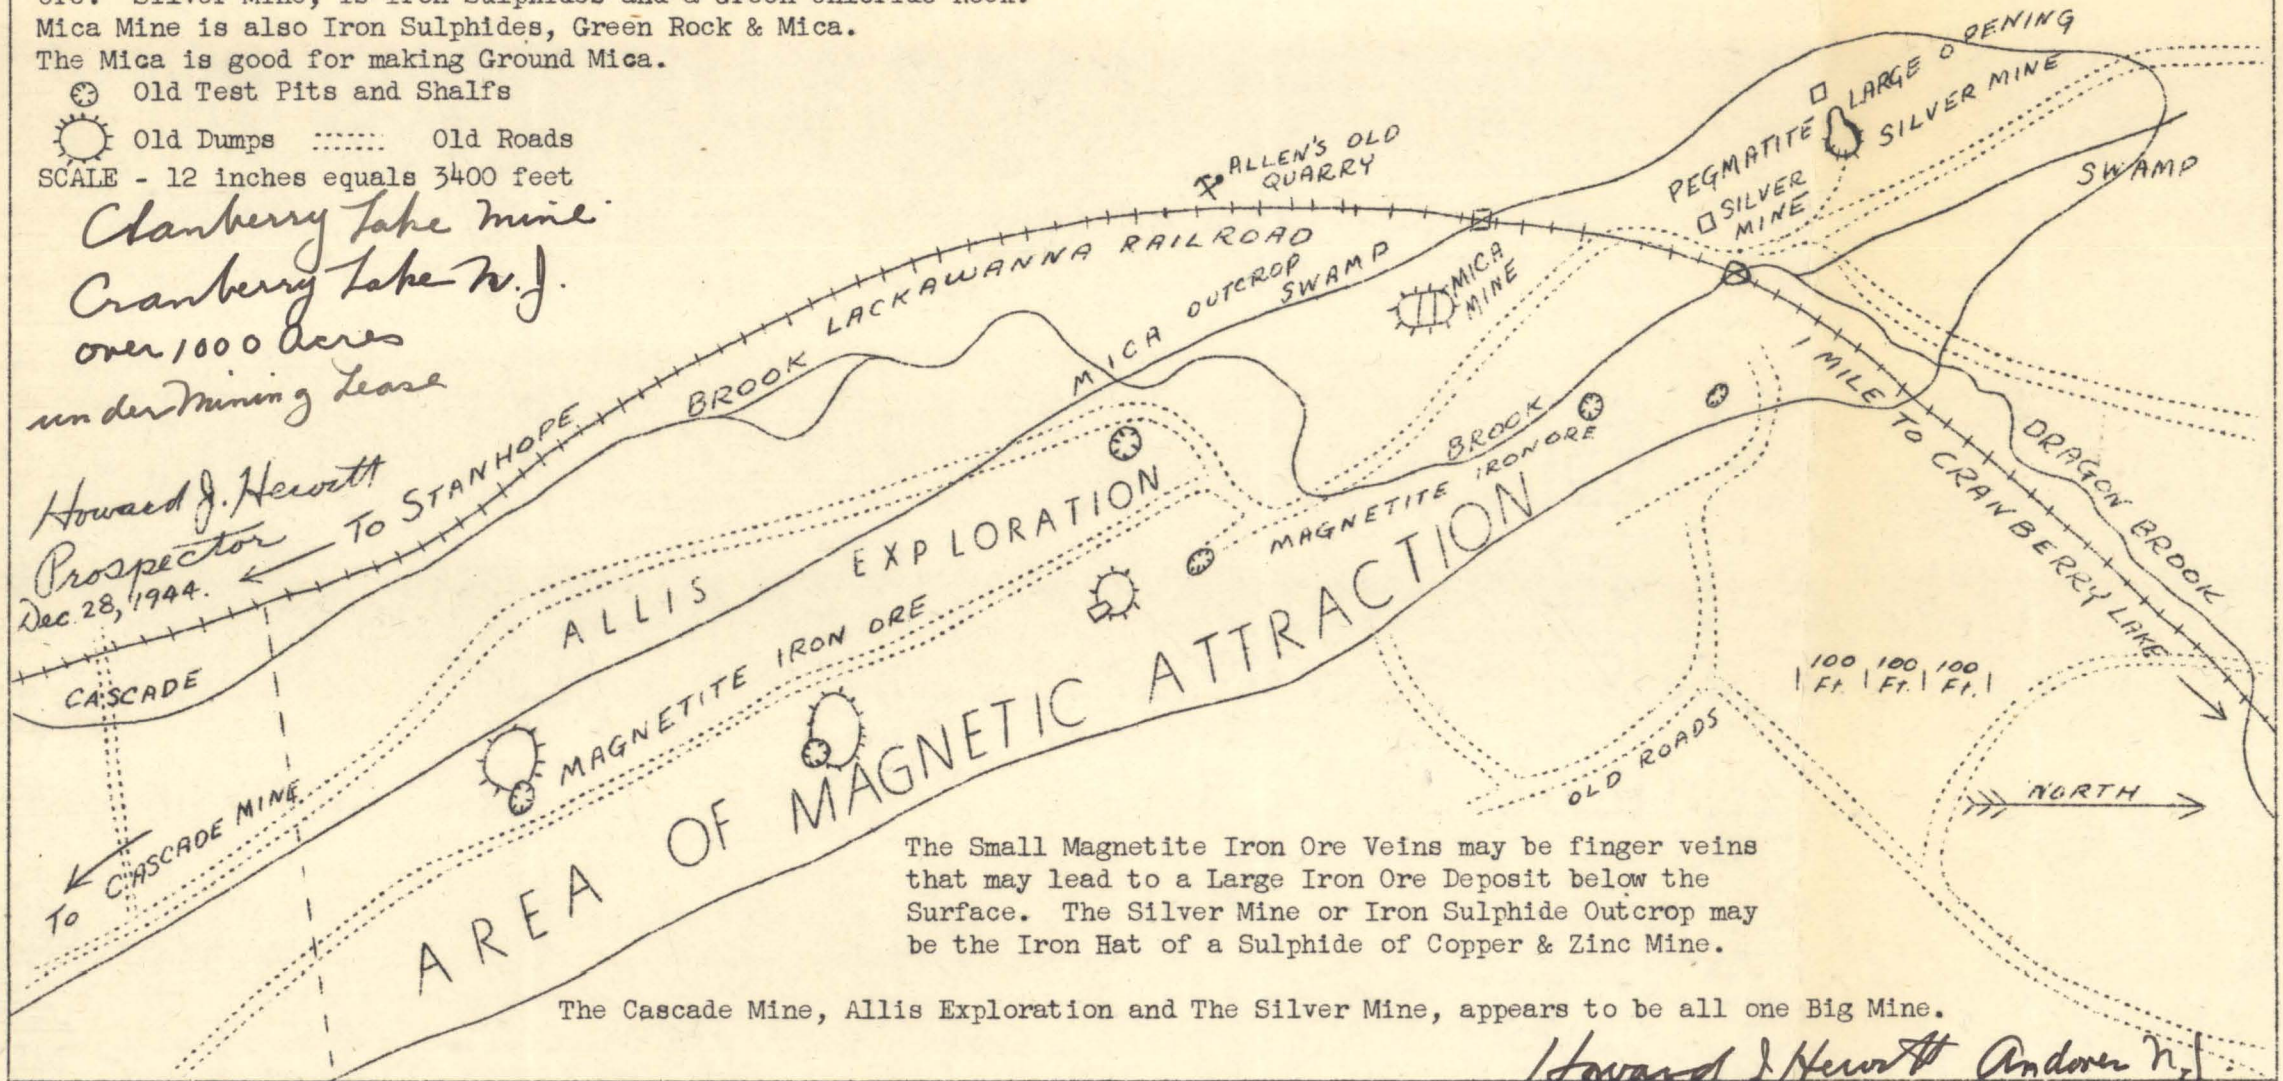 Mica Mine is also Iron Sulphides, Green Rock & Mica.
The Mica is good for making Ground Mica.
Old Test Pits and Shalfs
Old Dumps ........ Old Roads
SCALE - 12 inches equals 3400 feet
Clanberry Lake Mine
Cranberry Lake N.J.
over 1000 Acres
under Mining Lease
Howard J. Hewitt
Prospector
Dec 28, 1944.
TO STANHOPE
CASCADE
TO CASCADE MINE
BROOK
LACKAWANNA RAILROAD
ALLEN'S OLD
QUARRY
MICA OUTCROP
SWAMP
MICA
MINE
PEGMATITE
LARGE OPENING
SILVER MINE
SILVER
MINE
SWAMP
BROOK
MAGNETITE IRON ORE
1 MILE TO CRANBERRY LAKE
DRAGON BROOK
ALLIS EXPLORATION
MAGNETITE IRON ORE
AREA OF MAGNETIC ATTRACTION
OLD ROADS
100 100 100
Ft. Ft. Ft.
NORTH
The Small Magnetite Iron Ore Veins may be finger veins
that may lead to a Large Iron Ore Deposit below the
Surface. The Silver Mine or Iron Sulphide Outcrop may
be the Iron Hat of a Sulphide of Copper & Zinc Mine.
The Cascade Mine, Allis Exploration and The Silver Mine, appears to be all one Big Mine.
Howard J Hewitt Andover N.J.